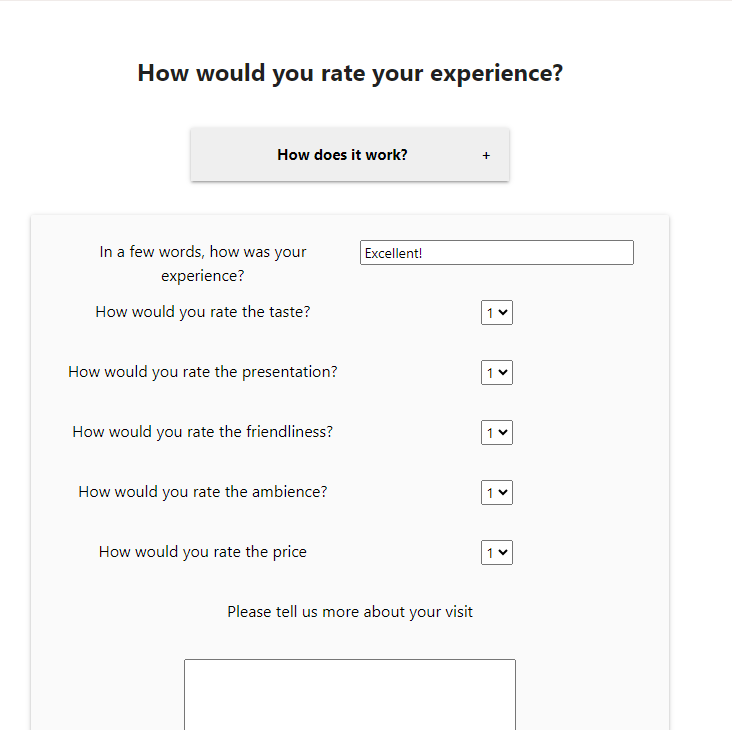 How would you rate your experience?
How does it work? +
In a few words, how was your
experience?
Excellent!
How would you rate the taste? 1
How would you rate the presentation? 1
How would you rate the friendliness? 1
How would you rate the ambience? 1
How would you rate the price 1
Please tell us more about your visit